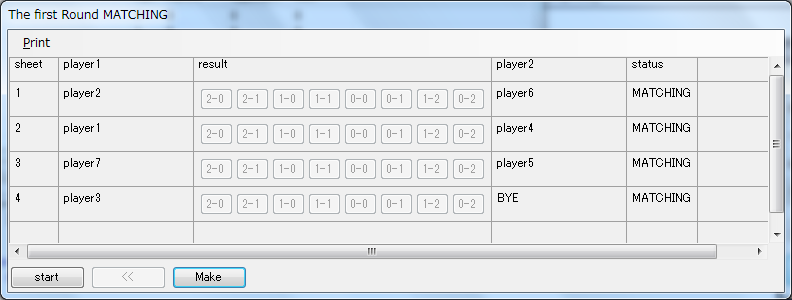 The first Round MATCHING
Print
sheet player1 result player2 status
1 player2 2-0 2-1 1-0 1-1 0-0 0-1 1-2 0-2 player6 MATCHING
2 player1 2-0 2-1 1-0 1-1 0-0 0-1 1-2 0-2 player4 MATCHING
3 player7 2-0 2-1 1-0 1-1 0-0 0-1 1-2 0-2 player5 MATCHING
4 player3 2-0 2-1 1-0 1-1 0-0 0-1 1-2 0-2 BYE MATCHING
start << Make